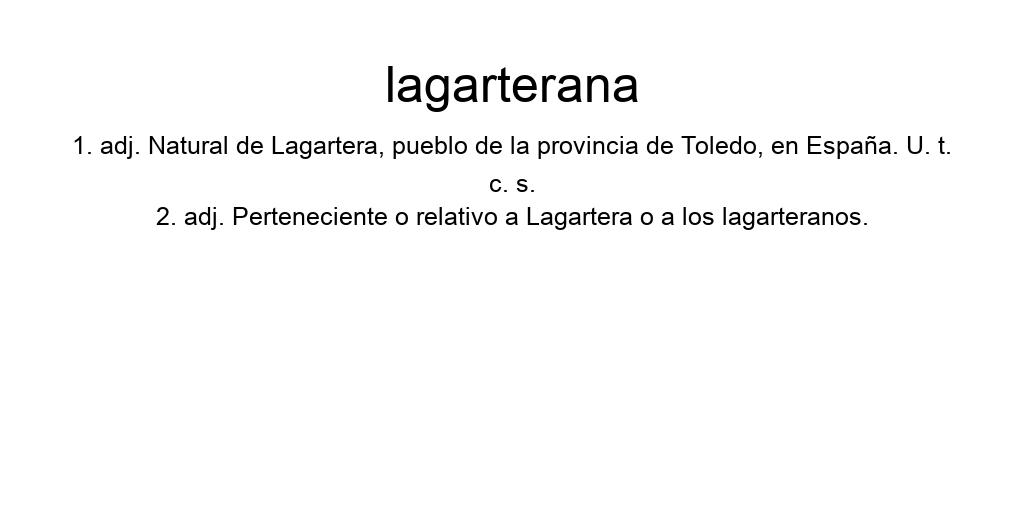 lagarterana
1. adj. Natural de Lagartera, pueblo de la provincia de Toledo, en España. U. t.
c. s.
2. adj. Perteneciente o relativo a Lagartera o a los lagarteranos.